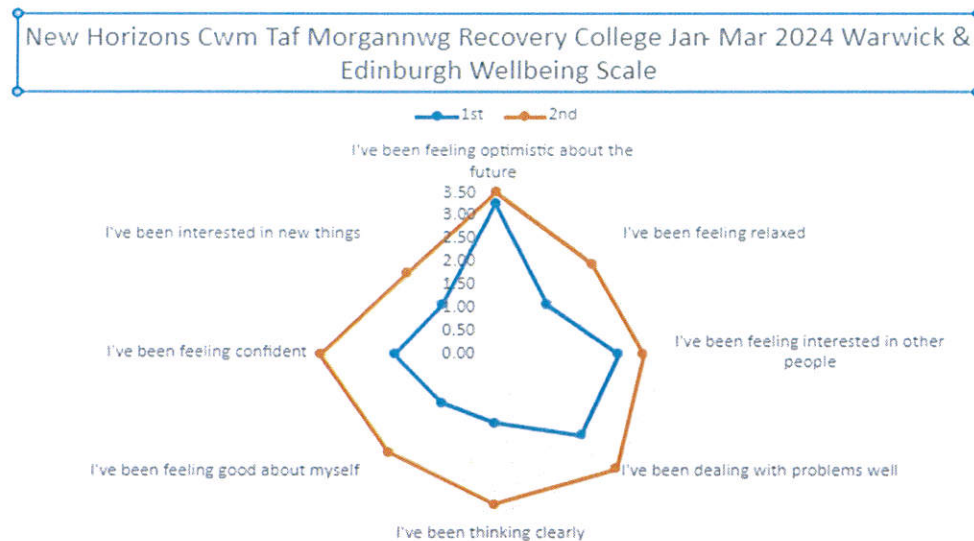 New Horizons Cwm Taf Morgannwg Recovery College Jan- Mar 2024 Warwick &
Edinburgh Wellbeing Scale
1st 2nd
I've been feeling optimistic about the
future
3.50
3.00
2.50
2.00
1.50
1.00
0.50
0.00
I've been interested in new things
I've been feeling relaxed
I've been feeling confident
I've been feeling interested in other
people
I've been feeling good about myself
I've been dealing with problems well
I've been thinking clearly